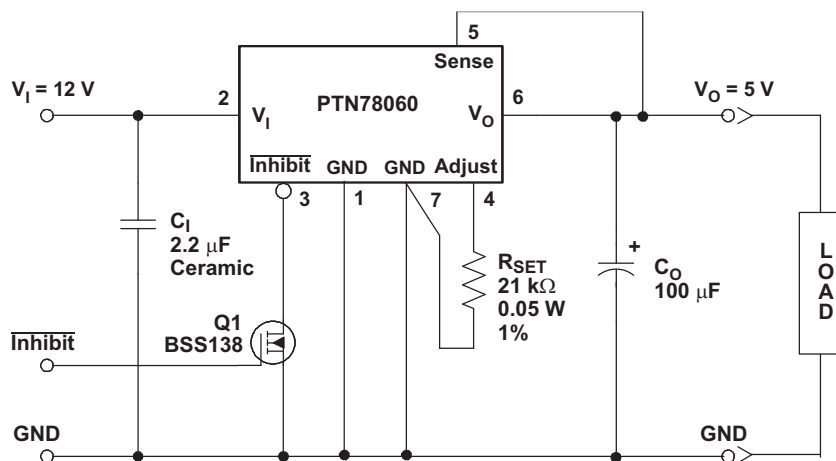 5
Sense
V_I = 12 V
2
V_I
PTN78060
V_O
6
V_O = 5 V
Inhibit
GND
GND
Adjust
3
1
7
4
C_I
2.2 μF
Ceramic
R_SET
21 kΩ
0.05 W
1%
+
C_O
100 μF
LOAD
Q1
BSS138
Inhibit
GND
GND